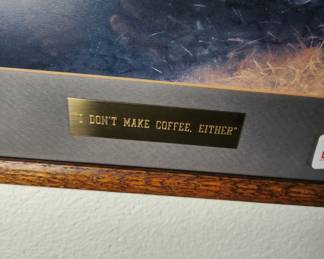 "I DON'T MAKE COFFEE, EITHER"